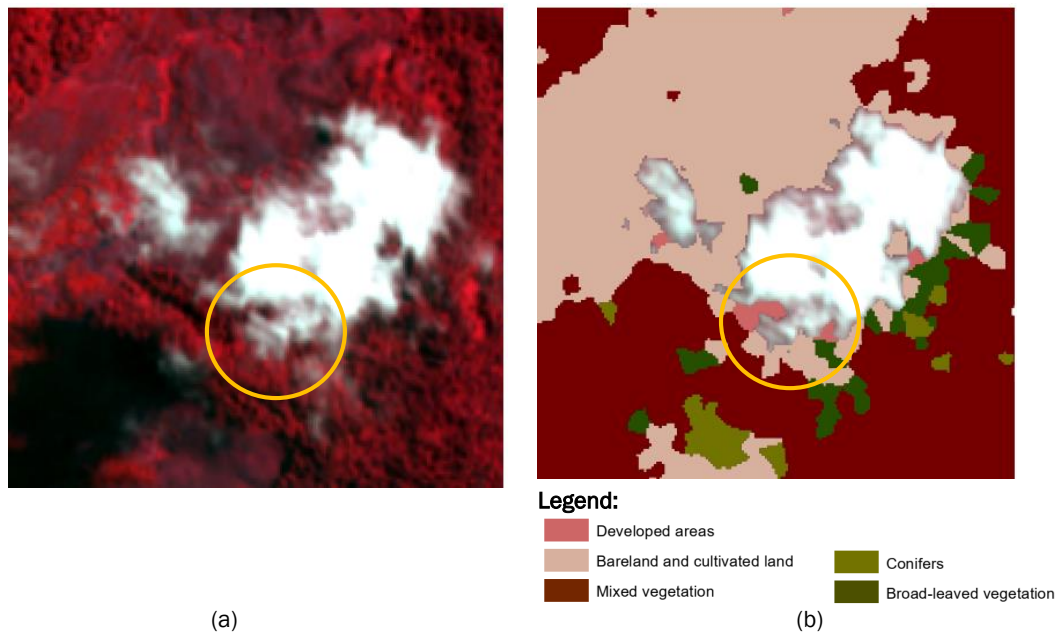 Legend:
Developed areas
Bareland and cultivated land
Mixed vegetation
Conifers
Broad-leaved vegetation
(a)
(b)